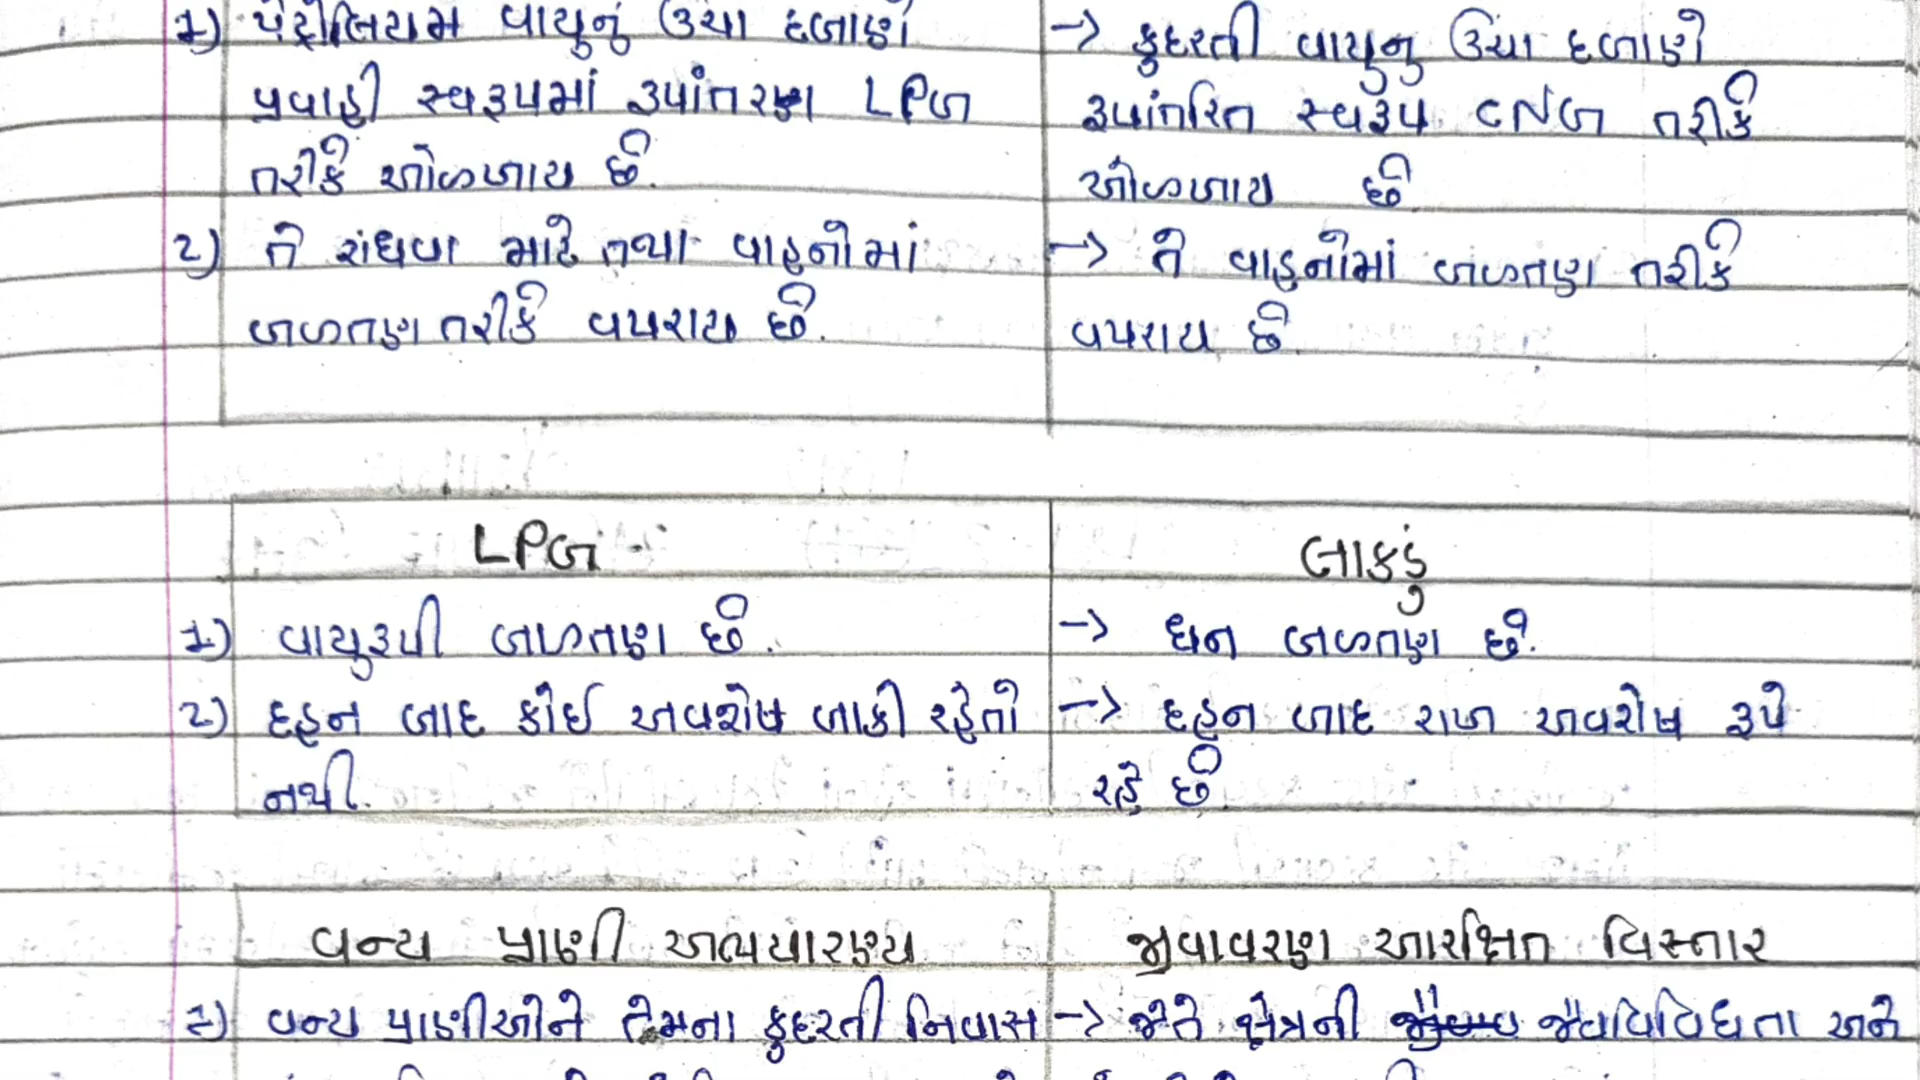 1) પેટ્રોલિયમ વાયુનું ઉંચા દબાણે
પ્રવાહી સ્વરૂપમાં રૂપાંતરણ LPG
તરીકે ઓળખાય છે.
2) તે રાંધવા માટે તથા વાહનોમાં
બળતણ તરીકે વપરાય છે.
→ કુદરતી વાયુનુ ઉંચા દબાણે
રૂપાંતરિત સ્વરૂપ CNG તરીકે
ઓળખાય છે
→ તે વાહનોમાં બળતણ તરીકે
વપરાય છે.
LPG
લાકડું
1) વાયુરૂપી બળતણ છે.
→ ઘન બળતણ છે.
2) દહન બાદ કોઈ અવશેષ બાકી રહેતો
નથી.
→ દહન બાદ રાખ અવશેષ રૂપે
રહે છે
વન્ય પ્રાણી અભયારણ્ય
જીવાવરણ આરક્ષિત વિસ્તાર
1) વન્ય પ્રાણીઓને તેમના કુદરતી નિવાસ
→ જેતે ક્ષેત્રની જૈવવિવિધતા અને